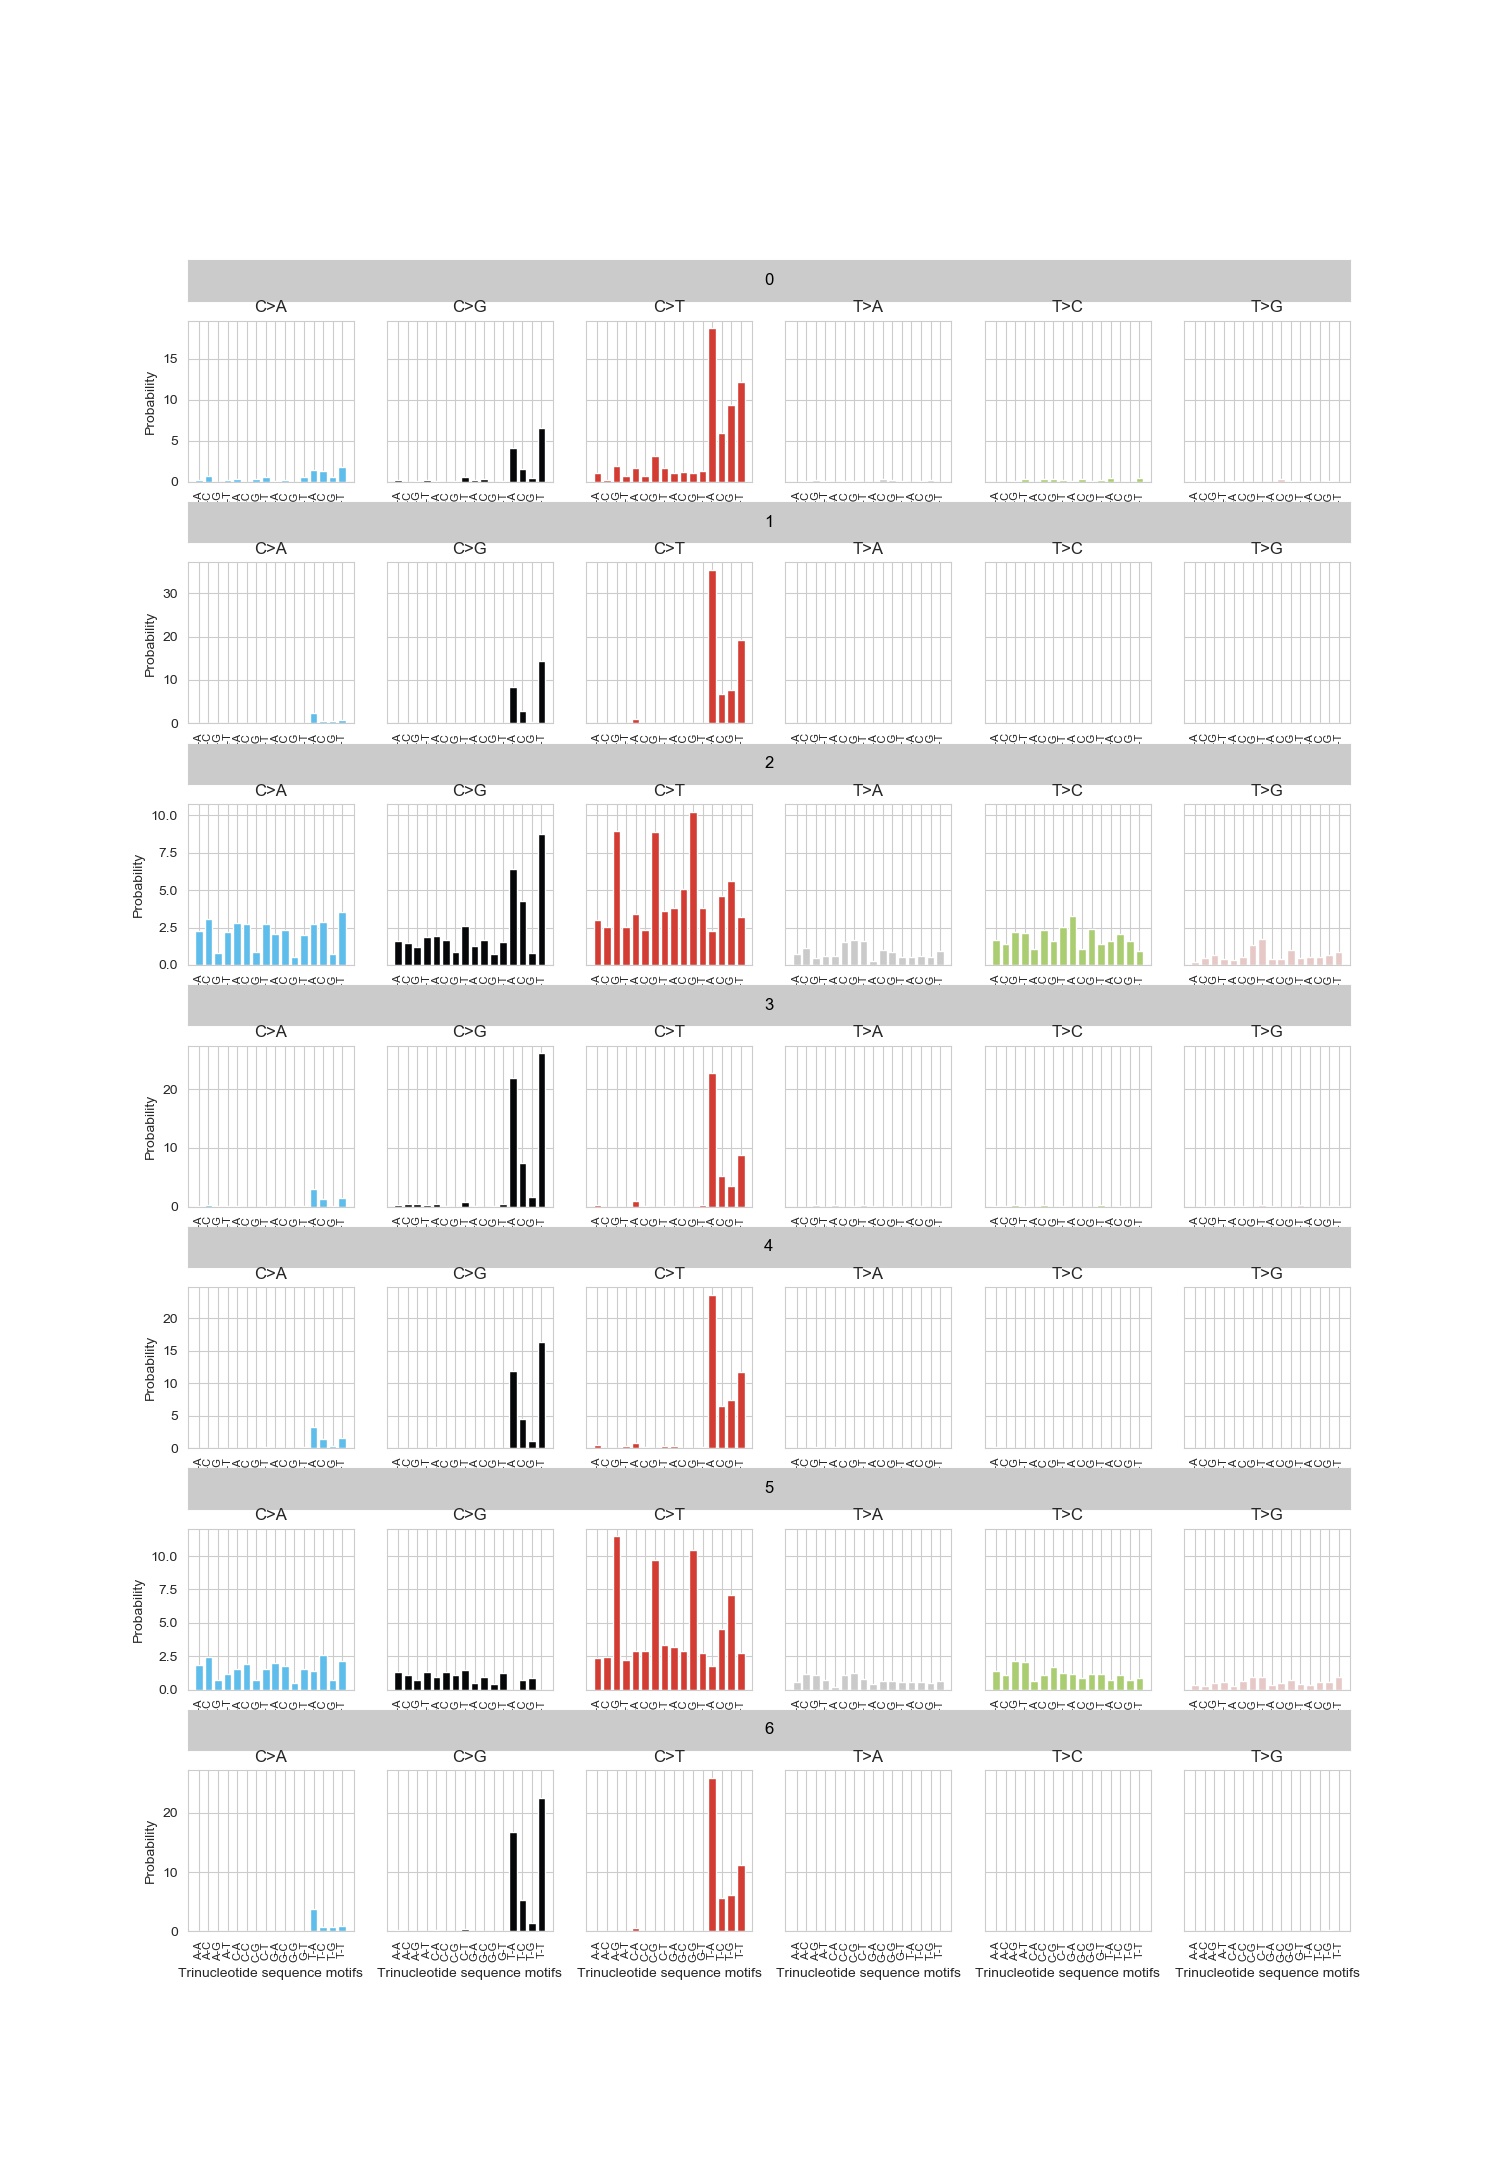 0
C>A C>G C>T T>A T>C T>G
Probability
15
10
5
0
1
C>A C>G C>T T>A T>C T>G
Probability
30
20
10
0
2
C>A C>G C>T T>A T>C T>G
Probability
10.0
7.5
5.0
2.5
0.0
3
C>A C>G C>T T>A T>C T>G
Probability
20
10
0
4
C>A C>G C>T T>A T>C T>G
Probability
20
15
10
5
0
5
C>A C>G C>T T>A T>C T>G
Probability
10.0
7.5
5.0
2.5
0.0
6
C>A C>G C>T T>A T>C T>G
Probability
20
10
0
A-A A-C A-G A-T C-A C-C C-G C-T G-A G-C G-G G-T T-A T-C T-G T-T
A-A A-C A-G A-T C-A C-C C-G C-T G-A G-C G-G G-T T-A T-C T-G T-T
A-A A-C A-G A-T C-A C-C C-G C-T G-A G-C G-G G-T T-A T-C T-G T-T
A-A A-C A-G A-T C-A C-C C-G C-T G-A G-C G-G G-T T-A T-C T-G T-T
A-A A-C A-G A-T C-A C-C C-G C-T G-A G-C G-G G-T T-A T-C T-G T-T
A-A A-C A-G A-T C-A C-C C-G C-T G-A G-C G-G G-T T-A T-C T-G T-T
Trinucleotide sequence motifs Trinucleotide sequence motifs Trinucleotide sequence motifs Trinucleotide sequence motifs Trinucleotide sequence motifs Trinucleotide sequence motifs